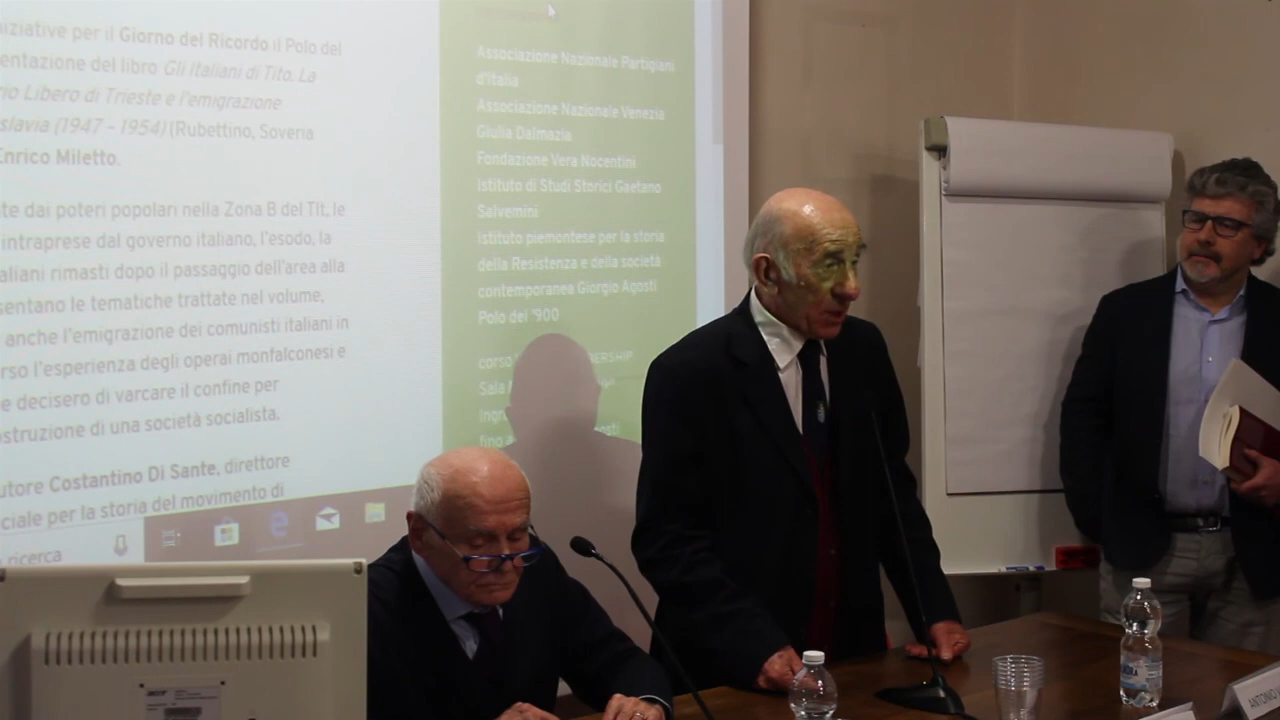 iziative per il Giorno del Ricordo il Polo del
entazione del libro Gli Italiani di Tito. La
rio Libero di Trieste e l'emigrazione
slavia (1947 - 1954) (Rubettino, Soveria
Enrico Miletto.
te dai poteri popolari nella Zona B del Tlt, le
intraprese dal governo italiano, l'esodo, la
aliani rimasti dopo il passaggio dell'area alla
sentano le tematiche trattate nel volume,
anche l'emigrazione dei comunisti italiani in
rso l'esperienza degli operai monfalconesi e
e decisero di varcare il confine per
ostruzione di una società socialista.
utore Costantino Di Sante, direttore
ciale per la storia del movimento di
ricerca
Associazione Nazionale Partigiani
d'Italia
Associazione Nazionale Venezia
Giulia Dalmazia
Fondazione Vera Nocentini
Istituto di Studi Storici Gaetano
Salvemini
Istituto piemontese per la storia
della Resistenza e della società
contemporanea Giorgio Agosti
Polo del '900
corso
Sala
Ingr
fino a
acer
ANTONIO